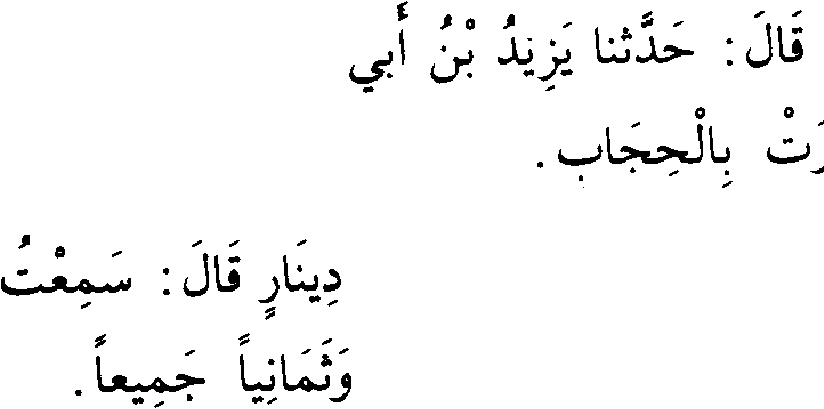 قَالَ: حَدَّثنا يَزِيدُ بْنُ أَبي
رَتْ بِالْحِجَابِ.
دِينَارٍ قَالَ: سَمِعْتُ
وَثَمَانِياً جَمِيعاً.